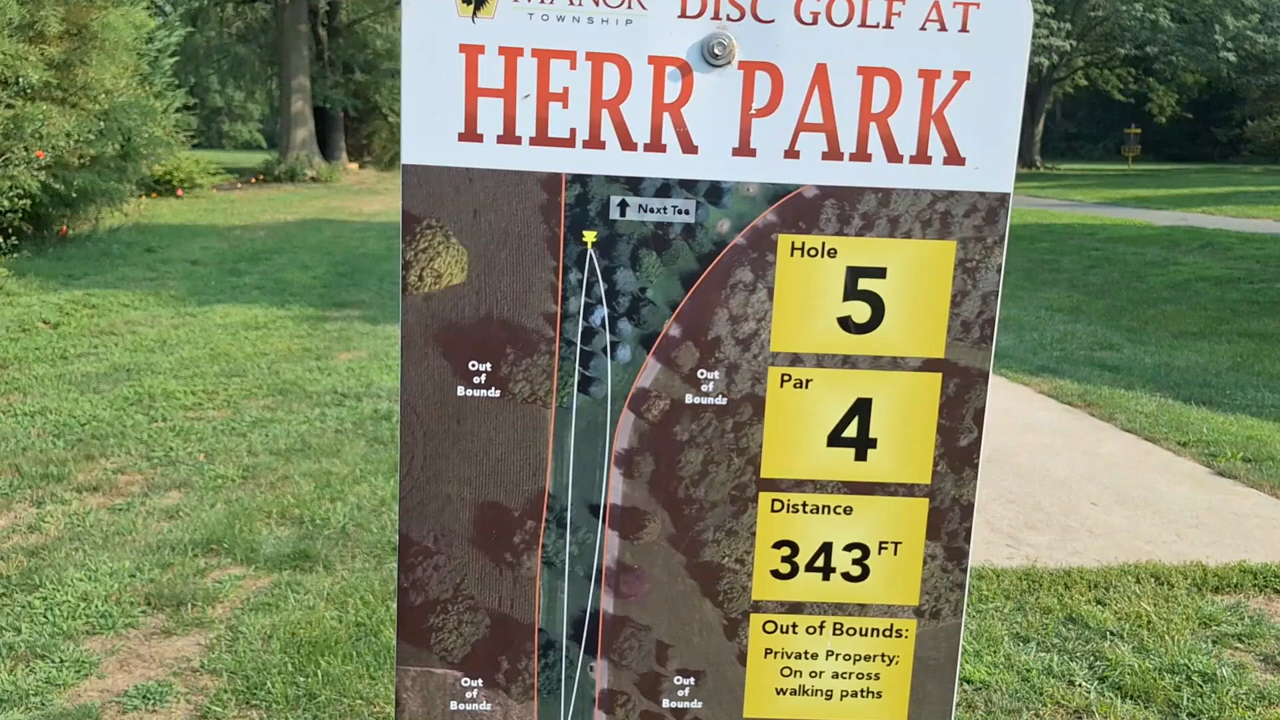 MANOR
TOWNSHIP
DISC GOLF AT
HERR PARK
Next Tee
Hole
5
Par
4
Distance
343 FT
Out of Bounds:
Private Property;
On or across
walking paths
Out
of
Bounds
Out
of
Bounds
Out
of
Bounds
Out
of
Bounds